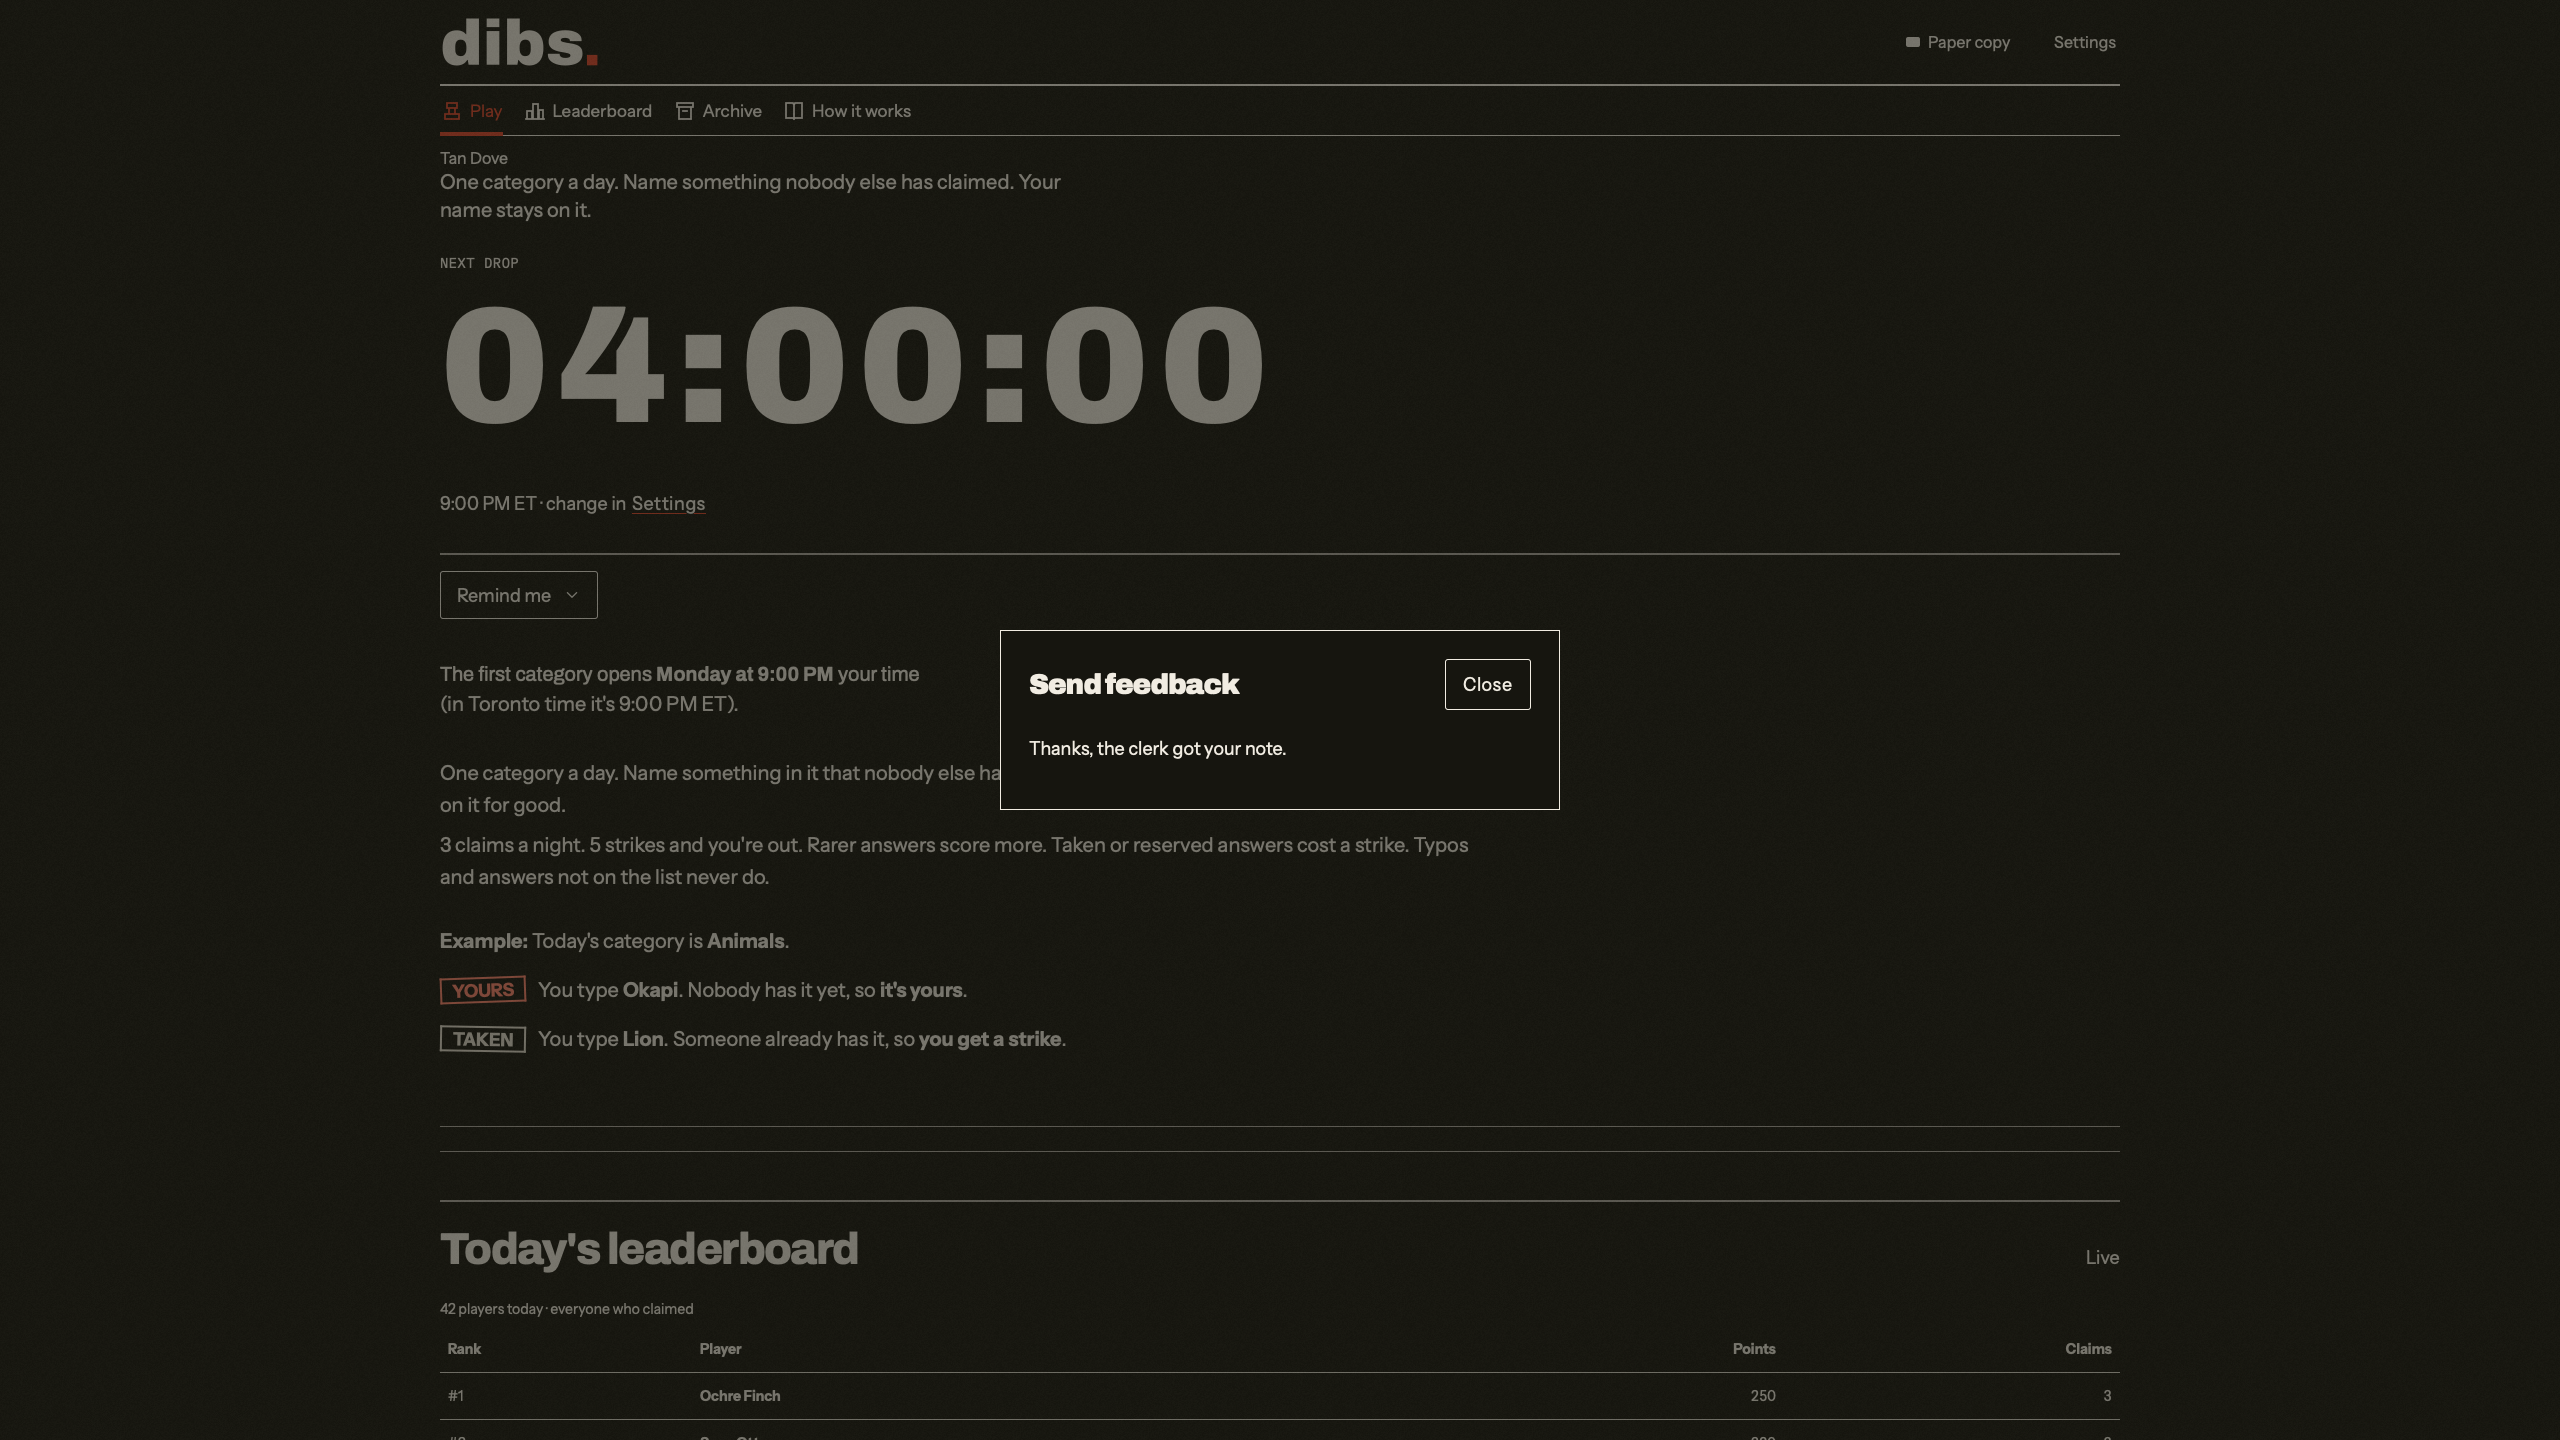 dibs.
Paper copy
Settings
Play
Leaderboard
Archive
How it works
Tan Dove
One category a day. Name something nobody else has claimed. Your
name stays on it.
NEXT DROP
04:00:00
9:00 PM ET · change in Settings
Remind me
The first category opens Monday at 9:00 PM your time
(in Toronto time it's 9:00 PM ET).
Send feedback
Close
Thanks, the clerk got your note.
One category a day. Name something in it that nobody else
on it for good.
3 claims a night. 5 strikes and you're out. Rarer answers score more. Taken or reserved answers cost a strike. Typos
and answers not on the list never do.
Example: Today's category is Animals.
YOURS You type Okapi. Nobody has it yet, so it's yours.
TAKEN You type Lion. Someone already has it, so you get a strike.
Today's leaderboard
Live
42 players today · everyone who claimed
Rank Player Points Claims
#1 Ochre Finch 250 3